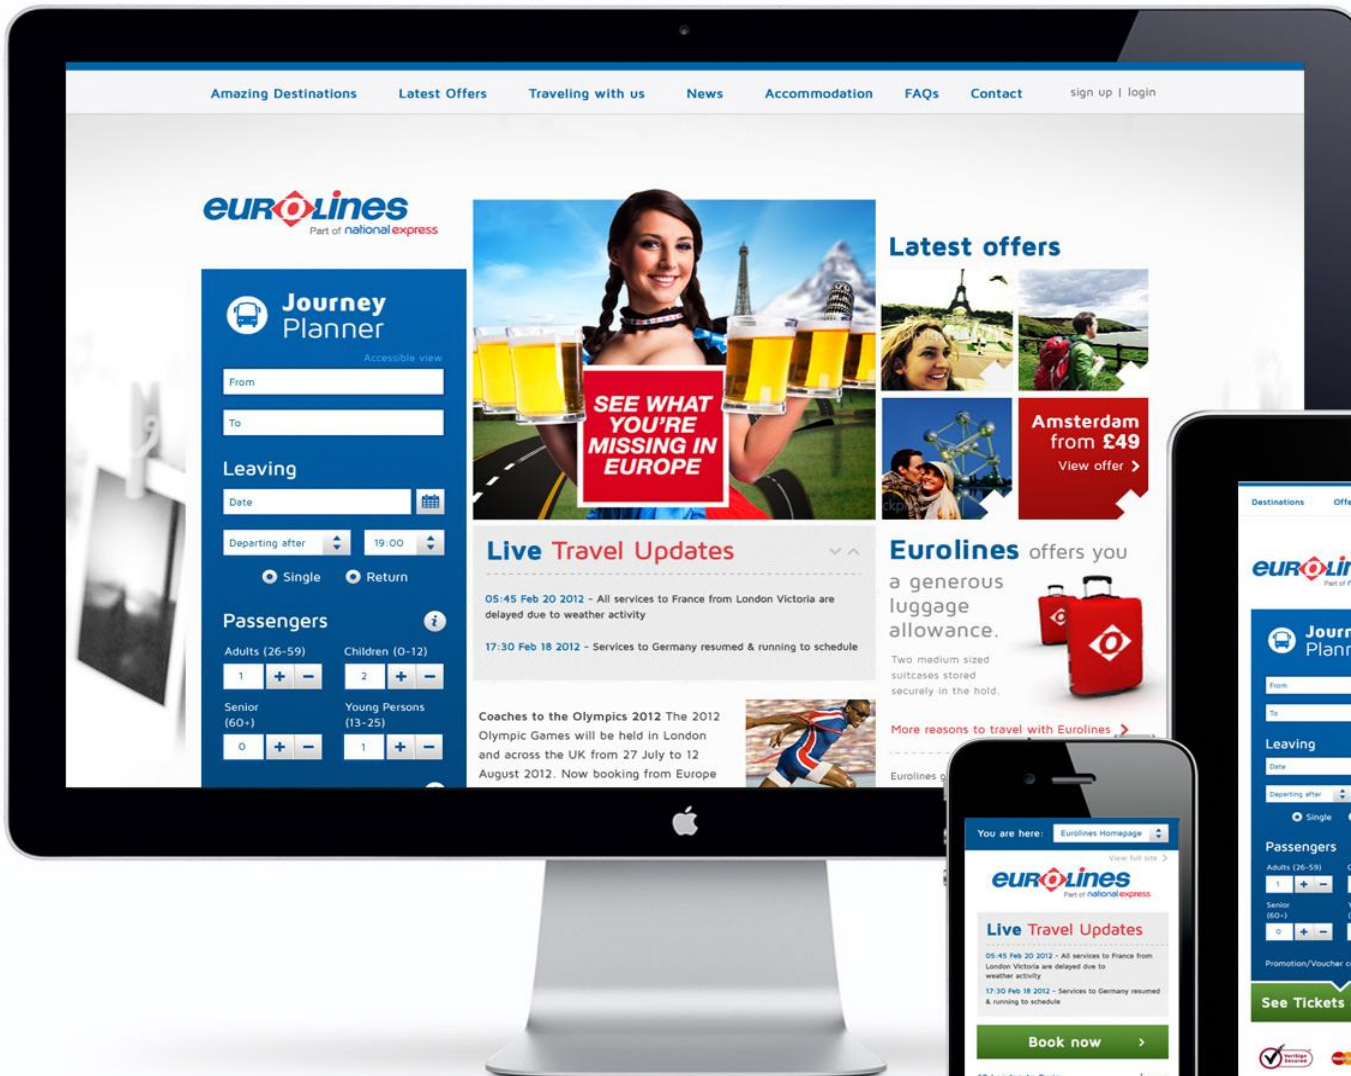 Amazing Destinations
Latest Offers
Traveling with us
News
Accommodation
FAQs
Contact
sign up | login
eurolines
Part of national express
Journey
Planner
Accessible view
From
To
Leaving
Date
Departing after
19:00
Single
Return
Passengers
Adults (26-59)
Children (0-12)
1 + −
2 + −
Senior
(60+)
Young Persons
(13-25)
0 + −
1 + −
SEE WHAT
YOU'RE
MISSING IN
EUROPE
Live Travel Updates
05:45 Feb 20 2012 - All services to France from London Victoria are
delayed due to weather activity
17:30 Feb 18 2012 - Services to Germany resumed & running to schedule
Coaches to the Olympics 2012 The 2012
Olympic Games will be held in London
and across the UK from 27 July to 12
August 2012. Now booking from Europe
Latest offers
Amsterdam
from £49
View offer >
Eurolines offers you
a generous
luggage
allowance.
Two medium sized
suitcases stored
securely in the hold.
More reasons to travel with Eurolines >
Eurolines
You are here:
Eurolines Homepage
View full site >
eurolines
Part of national express
Live Travel Updates
05:45 Feb 20 2012 - All services to France from
London Victoria are delayed due to
weather activity
17:30 Feb 18 2012 - Services to Germany resumed
& running to schedule
Book now >
Destinations
Offe
eurolin
Part of
Journ
Plann
From
To
Leaving
Date
Departing after
Single
Passengers
Adults (26-59)
1 + −
Senior
(60+)
0 + −
Promotion/Voucher c
See Tickets
VeriSign
Secured